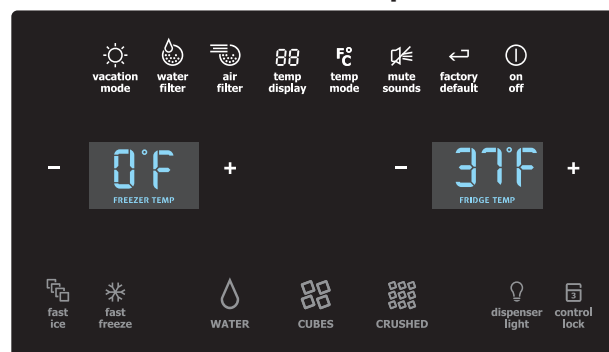 88 F°C
vacation mode
water filter
air filter
temp display
temp mode
mute sounds
factory default
on off
- 0°F + - 37°F +
FREEZER TEMP
FRIDGE TEMP
3
fast ice
fast freeze
WATER
CUBES
CRUSHED
dispenser light
control lock